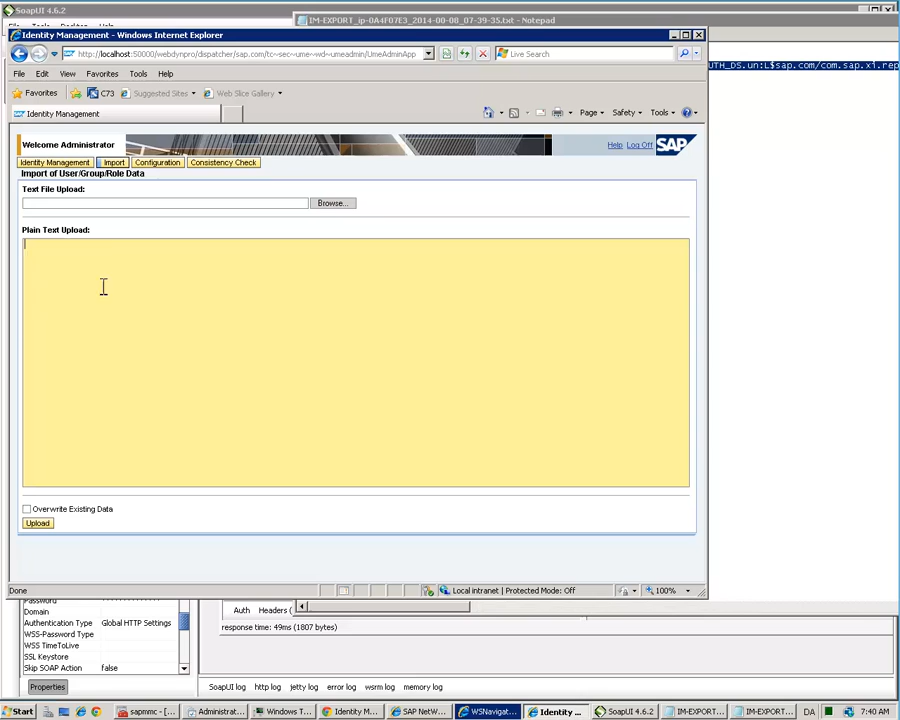 SoapUI 4.6.2
File Tools Desktop Help
IM-EXPORT_ip-0A4F07E3_2014-00-08_07-39-35.txt - Notepad
Identity Management - Windows Internet Explorer
http://localhost:50000/webdynpro/dispatcher/sap.com/tc~sec~ume~wd~umeadmin/UmeAdminApp
Live Search
File Edit View Favorites Tools Help
UTH_DS.un:L$sap.com/com.sap.xi.rep
Favorites C73 Suggested Sites Web Slice Gallery
Identity Management
Page Safety Tools
Welcome Administrator
Help Log Off SAP
Identity Management Import Configuration Consistency Check
Import of User/Group/Role Data
Text File Upload:
Browse...
Plain Text Upload:
Overwrite Existing Data
Upload
Done
Local intranet | Protected Mode: Off
100%
Password
Domain
Authentication Type Global HTTP Settings
WSS-Password Type
WSS TimeToLive
SSL Keystore
Skip SOAP Action false
Auth Headers (
response time: 49ms (1807 bytes)
Properties
SoapUI log http log jetty log error log wsrm log memory log
Start
sapmmc - [...
Administrat...
Windows T...
Identity M...
SAP NetW...
WSNavigat...
Identity ...
SoapUI 4.6.2
IM-EXPORT...
IM-EXPORT...
DA
7:40 AM